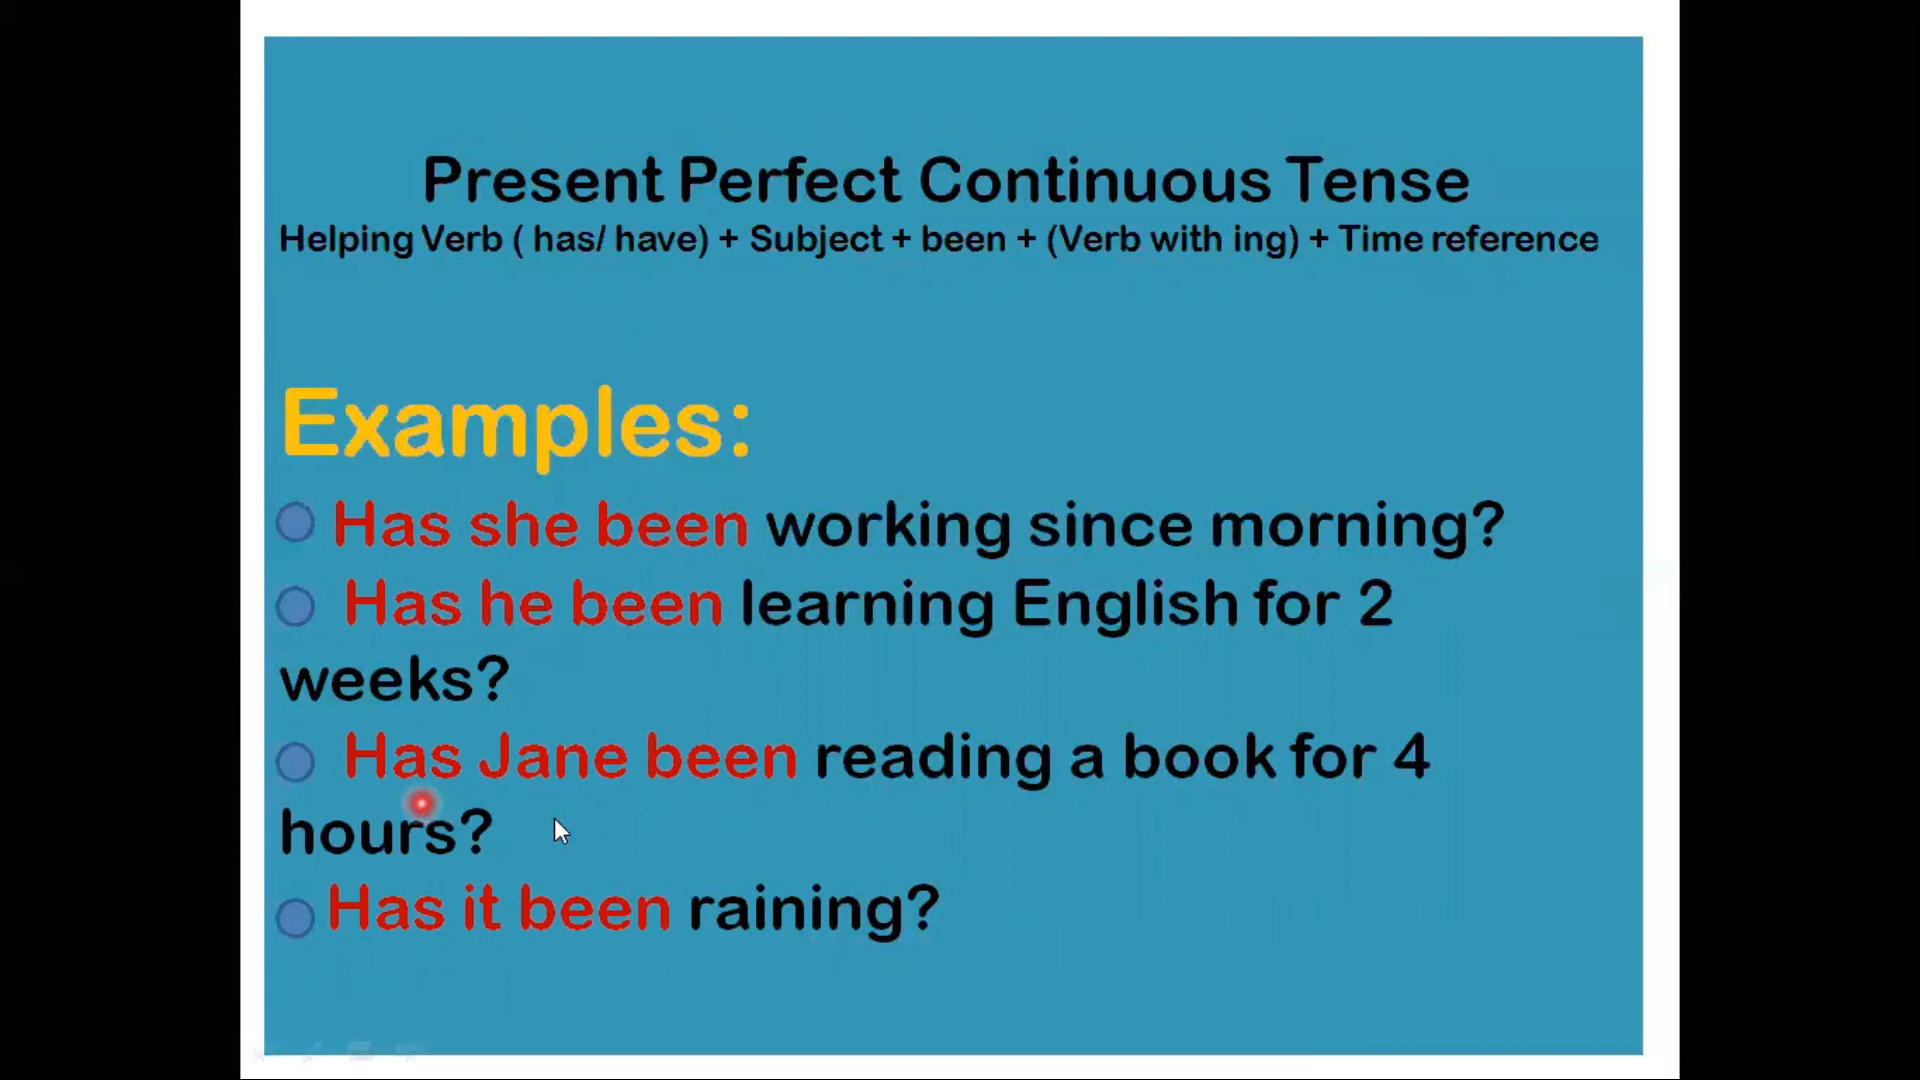 Present Perfect Continuous Tense
Helping Verb ( has/ have) + Subject + been + (Verb with ing) + Time reference
Examples:
Has she been working since morning?
Has he been learning English for 2
weeks?
Has Jane been reading a book for 4
hours?
Has it been raining?